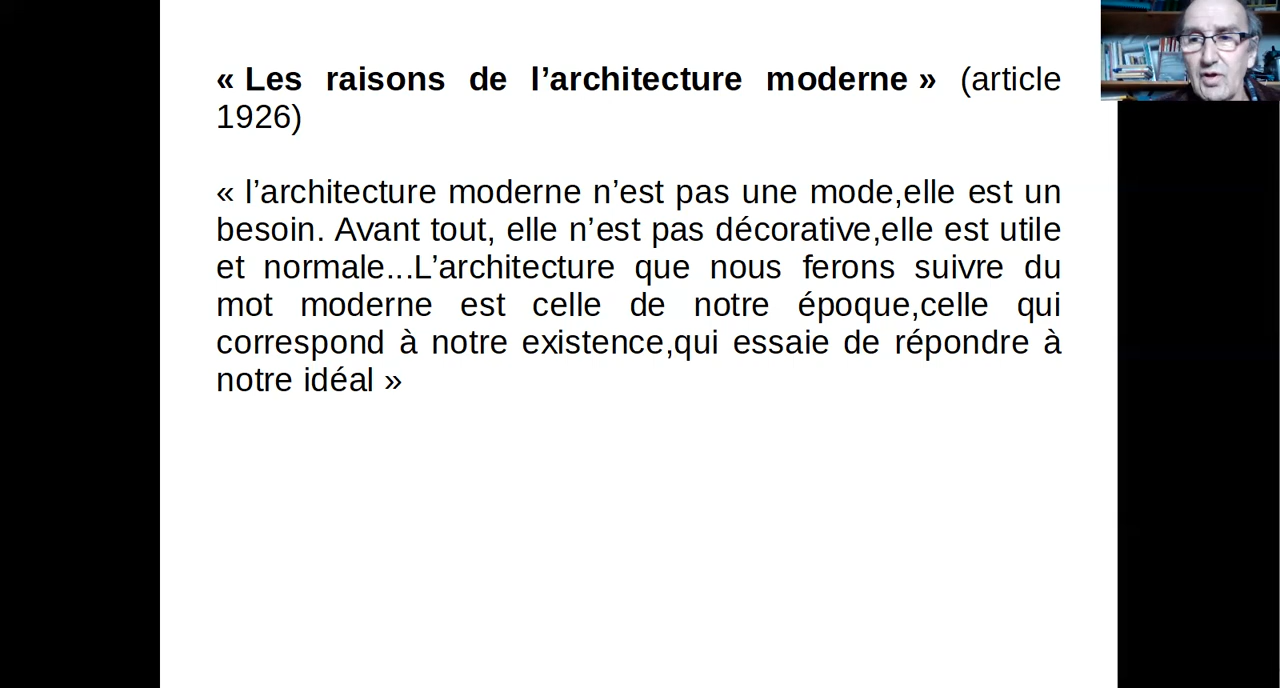 « Les raisons de l’architecture moderne » (article
1926)
« l’architecture moderne n’est pas une mode,elle est un
besoin. Avant tout, elle n’est pas décorative,elle est utile
et normale...L’architecture que nous ferons suivre du
mot moderne est celle de notre époque,celle qui
correspond à notre existence,qui essaie de répondre à
notre idéal »